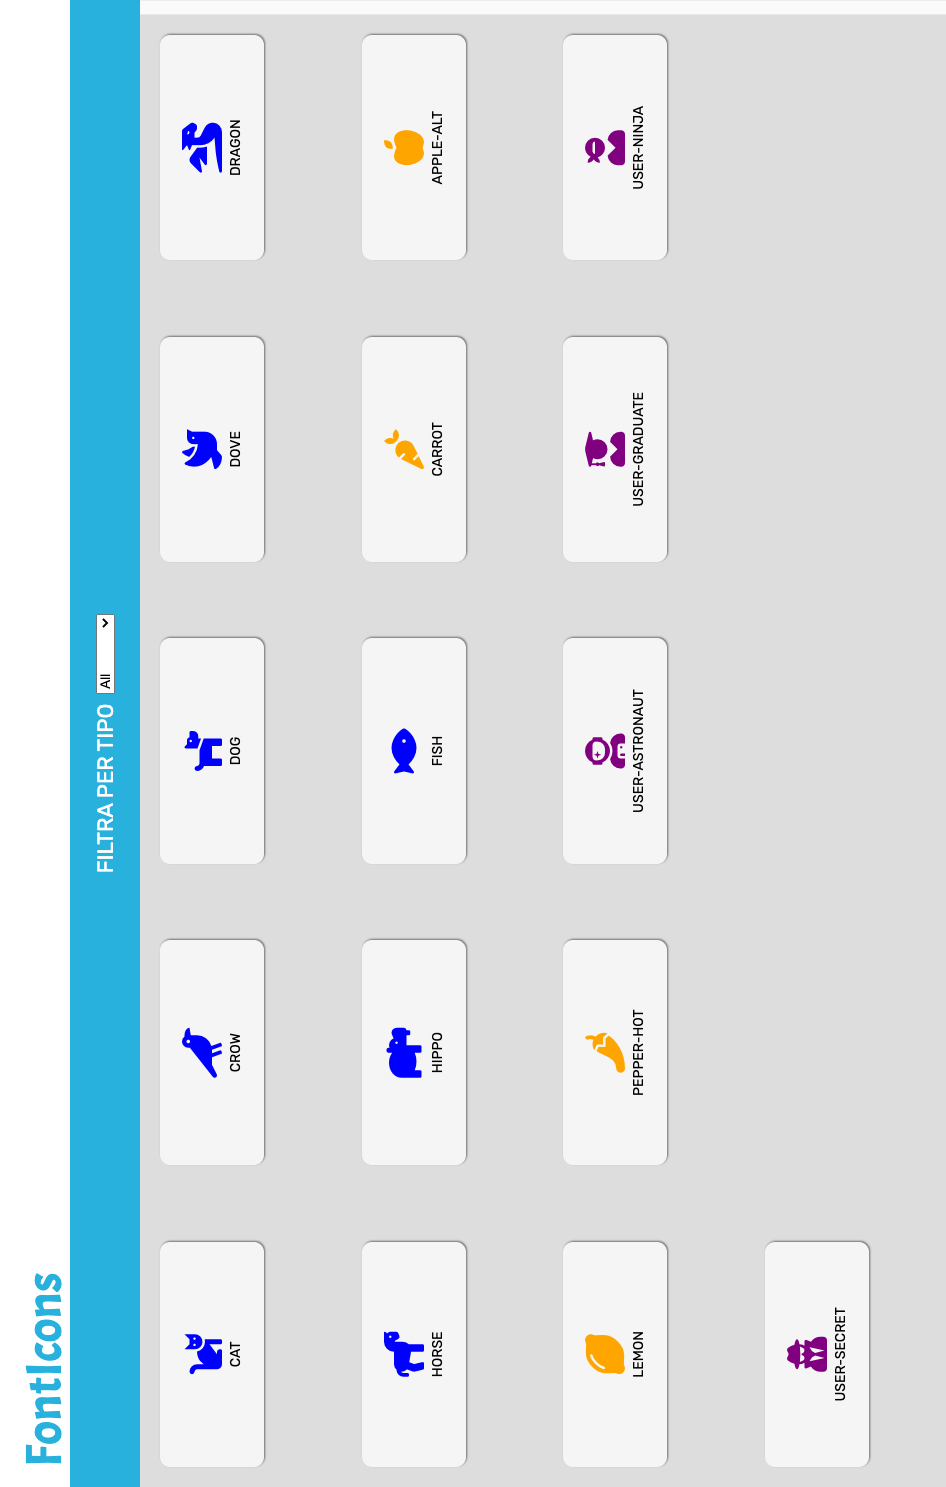 FontIcons
FILTRA PER TIPO All
CAT
CROW
DOG
DOVE
DRAGON
HORSE
HIPPO
FISH
CARROT
APPLE-ALT
LEMON
PEPPER-HOT
USER-ASTRONAUT
USER-GRADUATE
USER-NINJA
USER-SECRET